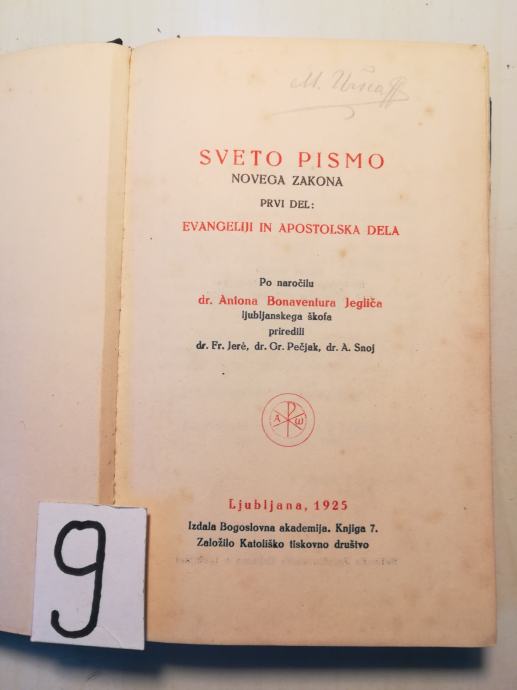 SVETO PISMO
NOVEGA ZAKONA
PRVI DEL:
EVANGELIJI IN APOSTOLSKA DELA
Po naročilu
dr. Antona Bonaventura Jegliča
ljubljanskega škofa
priredili
dr. Fr. Jerè, dr. Gr. Pečjak, dr. A. Snoj
A ω
Ljubljana, 1925
Izdala Bogoslovna akademija. Knjiga 7.
Založilo Katoliško tiskovno društvo
9